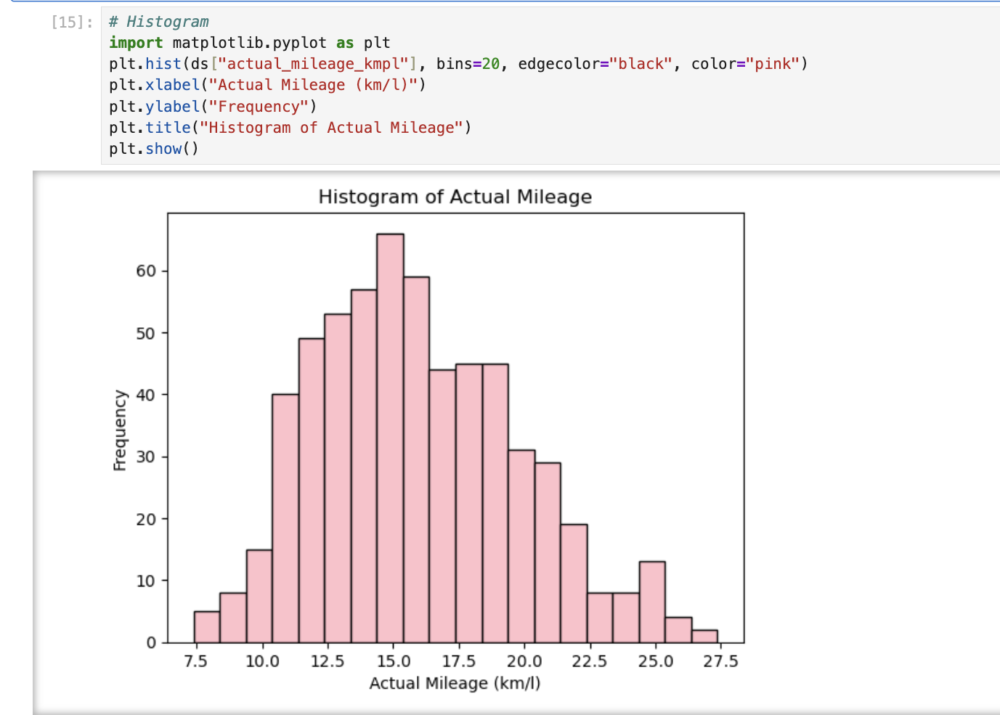 [15]: # Histogram
import matplotlib.pyplot as plt
plt.hist(ds["actual_mileage_kmpl"], bins=20, edgecolor="black", color="pink")
plt.xlabel("Actual Mileage (km/l)")
plt.ylabel("Frequency")
plt.title("Histogram of Actual Mileage")
plt.show()
Histogram of Actual Mileage
60
50
40
30
20
10
0
Frequency
7.5 10.0 12.5 15.0 17.5 20.0 22.5 25.0 27.5
Actual Mileage (km/l)